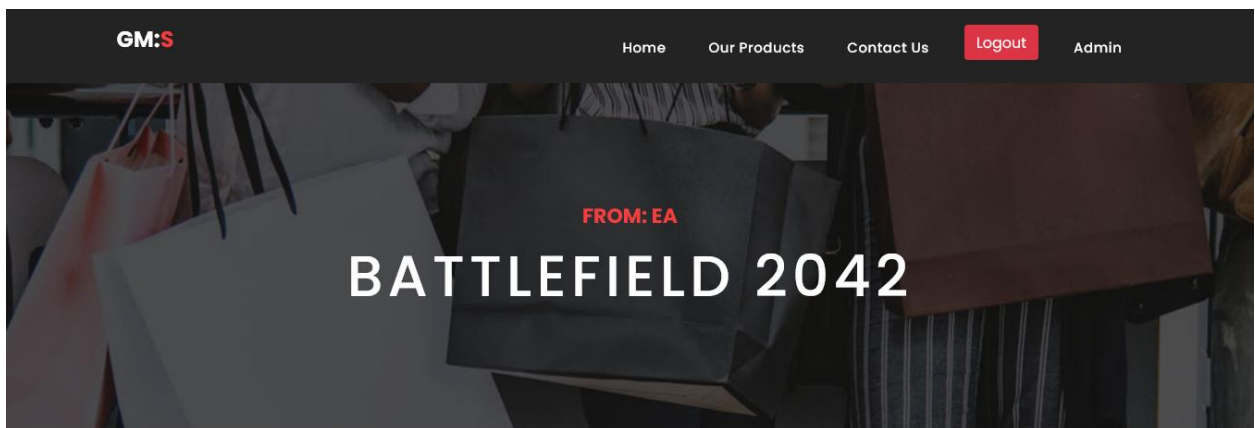 GM:S
Home Our Products Contact Us Logout Admin
FROM: EA
BATTLEFIELD 2042